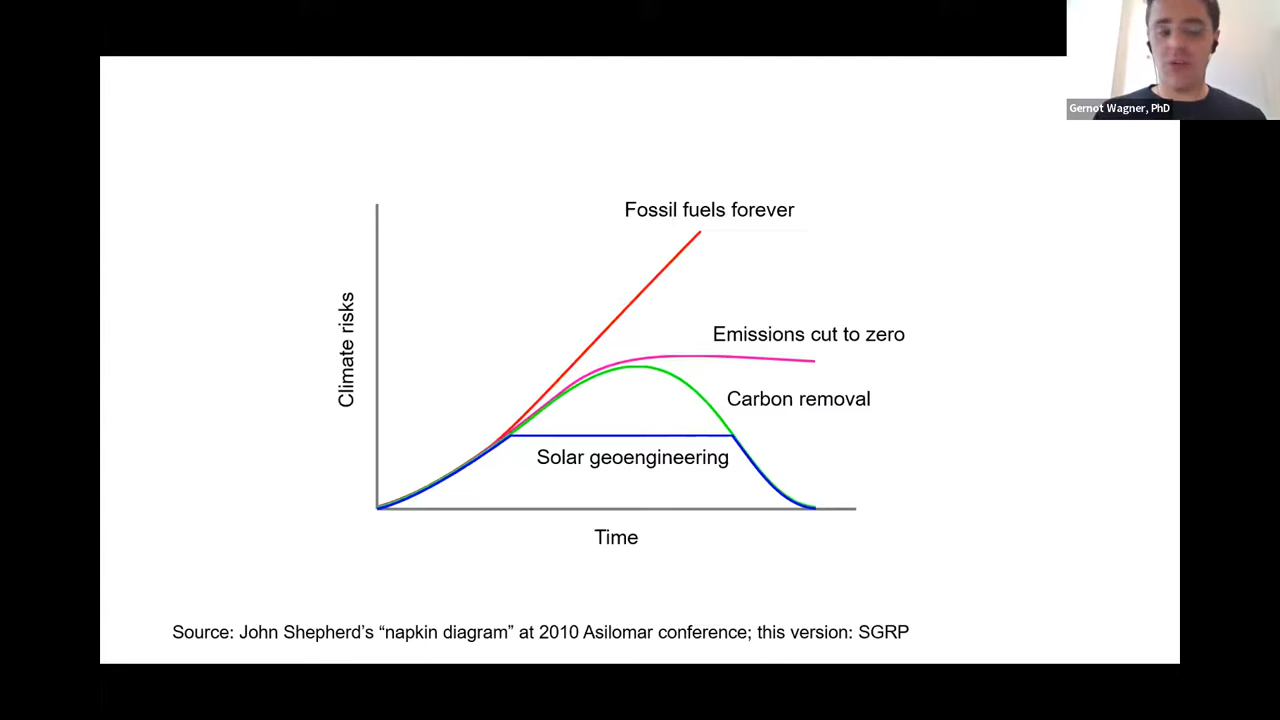 Gernot Wagner, PhD
Fossil fuels forever
Emissions cut to zero
Carbon removal
Solar geoengineering
Climate risks
Time
Source: John Shepherd’s “napkin diagram” at 2010 Asilomar conference; this version: SGRP